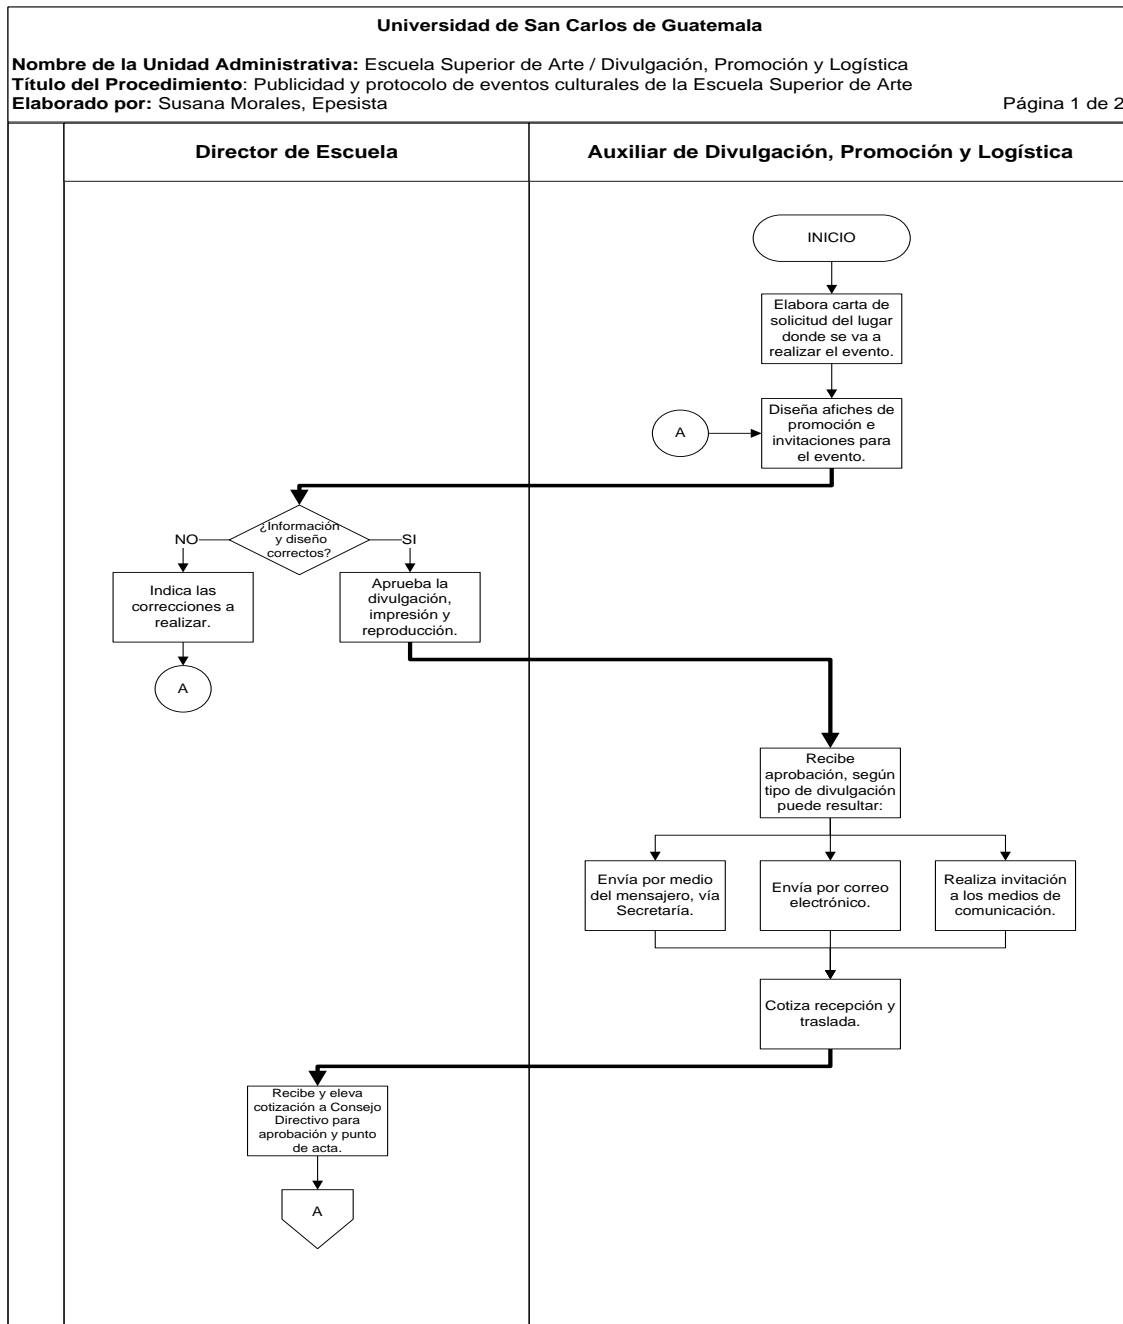 Universidad de San Carlos de Guatemala
Nombre de la Unidad Administrativa: Escuela Superior de Arte / Divulgación, Promoción y Logística
Título del Procedimiento: Publicidad y protocolo de eventos culturales de la Escuela Superior de Arte
Elaborado por: Susana Morales, Epesista
Página 1 de 2
Director de Escuela
Auxiliar de Divulgación, Promoción y Logística
INICIO
Elabora carta de
solicitud del lugar
donde se va a
realizar el evento.
A
Diseña afiches de
promoción e
invitaciones para
el evento.
¿Información
y diseño
correctos?
NO
SI
Indica las
correcciones a
realizar.
Aprueba la
divulgación,
impresión y
reproducción.
A
Recibe
aprobación, según
tipo de divulgación
puede resultar:
Envía por medio
del mensajero, vía
Secretaría.
Envía por correo
electrónico.
Realiza invitación
a los medios de
comunicación.
Cotiza recepción y
traslada.
Recibe y eleva
cotización a Consejo
Directivo para
aprobación y punto
de acta.
A